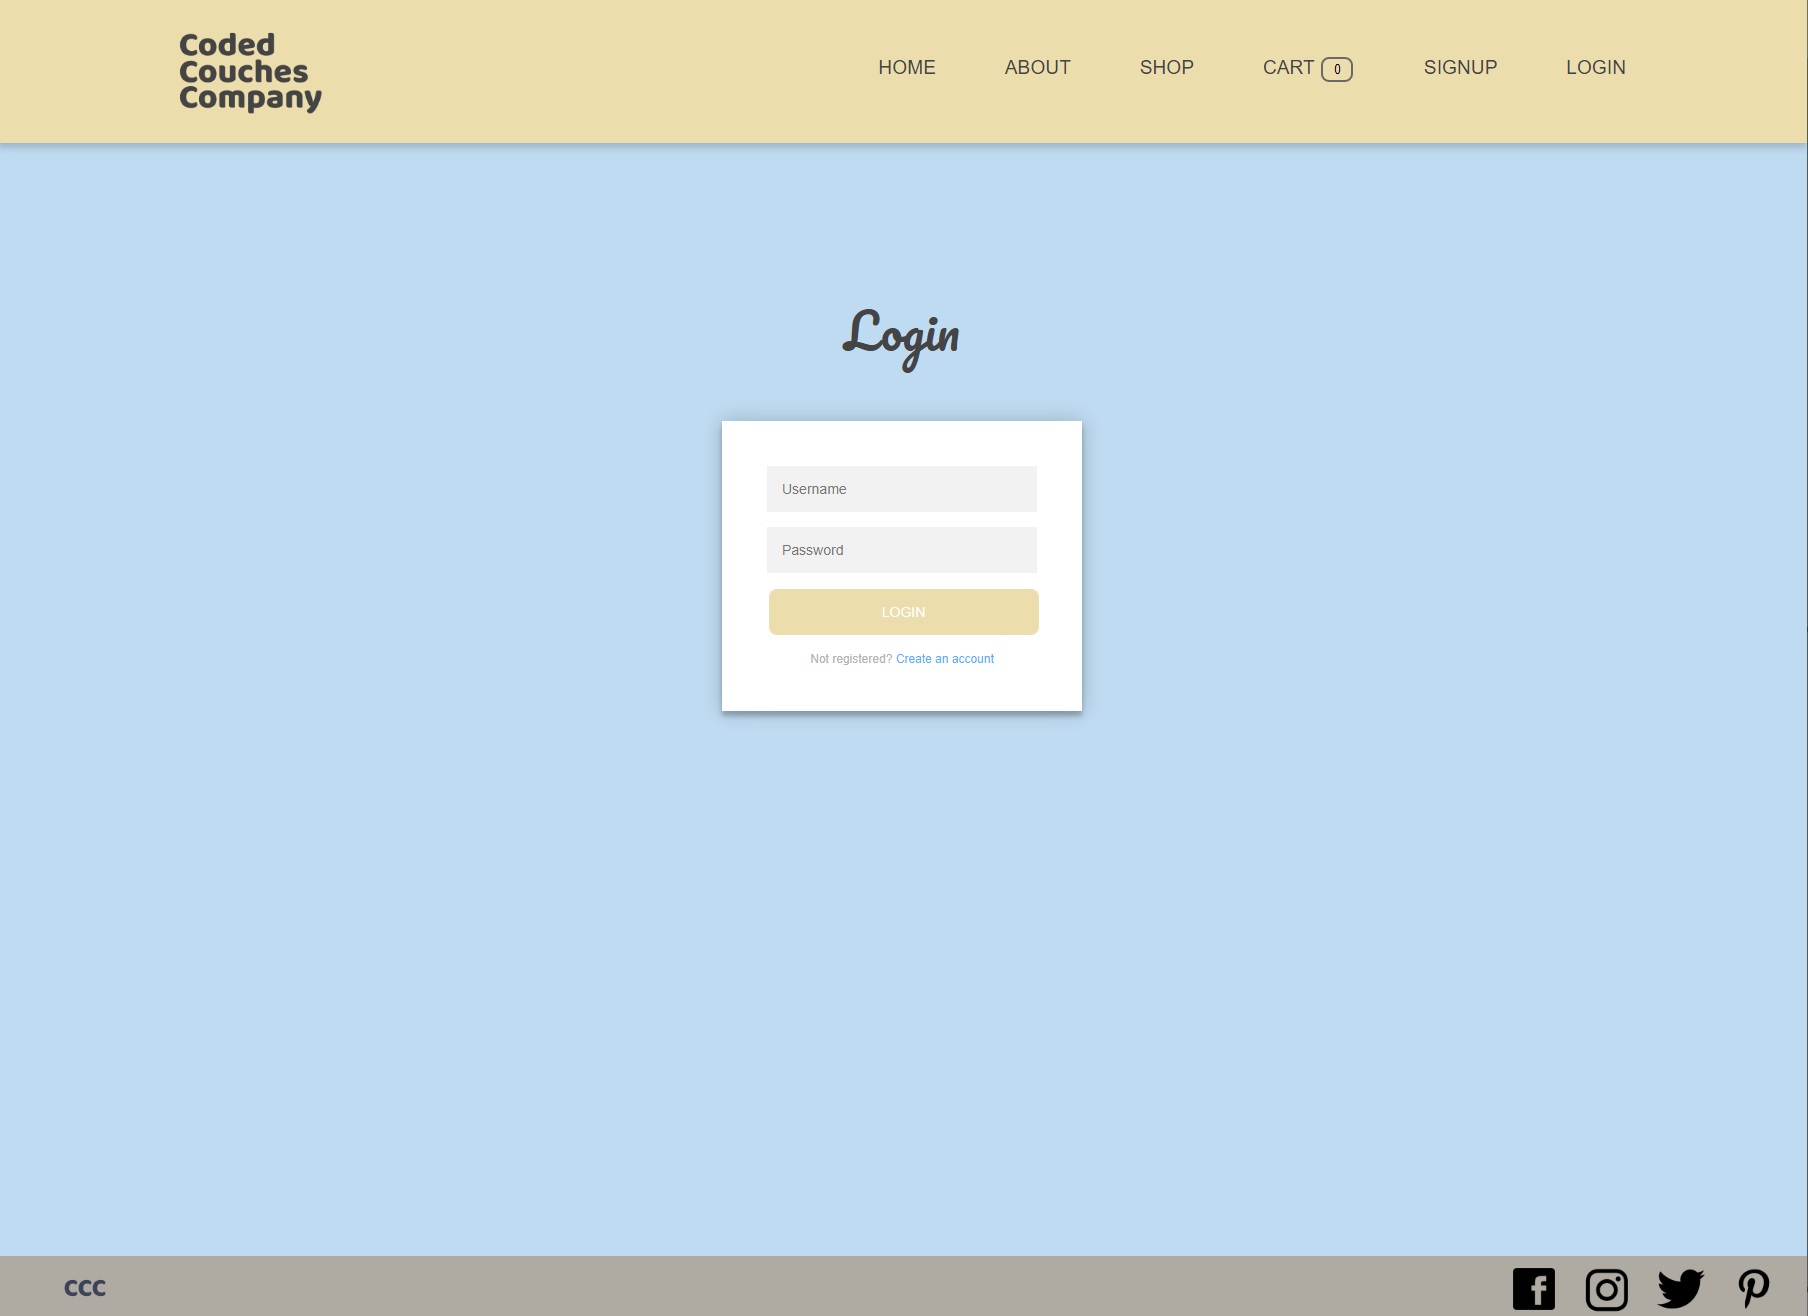 Coded
Couches
Company
HOME ABOUT SHOP CART 0 SIGNUP LOGIN
Login
Username
Password
LOGIN
Not registered? Create an account
CCC